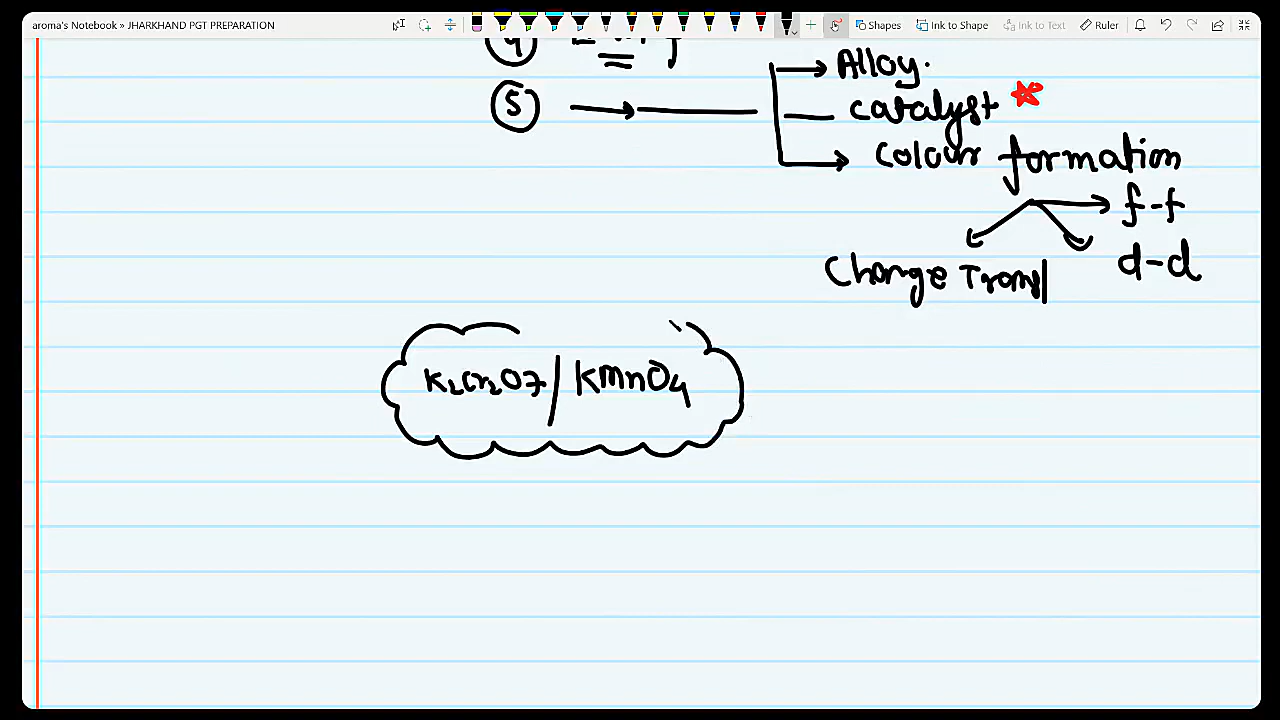 aroma's Notebook » JHARKHAND PGT PREPARATION
Shapes Ink to Shape Ink to Text Ruler
4
Alloy.
5
catalyst *
colour formation
f-f
d-d
Charge Transf
K2Cr2O7 / KMnO4